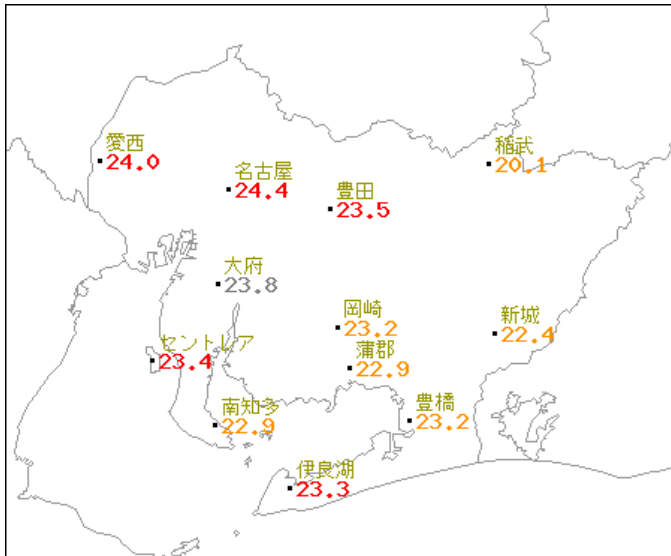 愛西
24.0
稲武
20.1
名古屋
24.4
豊田
23.5
大府
23.8
岡崎
23.2
新城
22.4
セントレア
23.4
蒲郡
22.9
南知多
22.9
豊橋
23.2
伊良湖
23.3